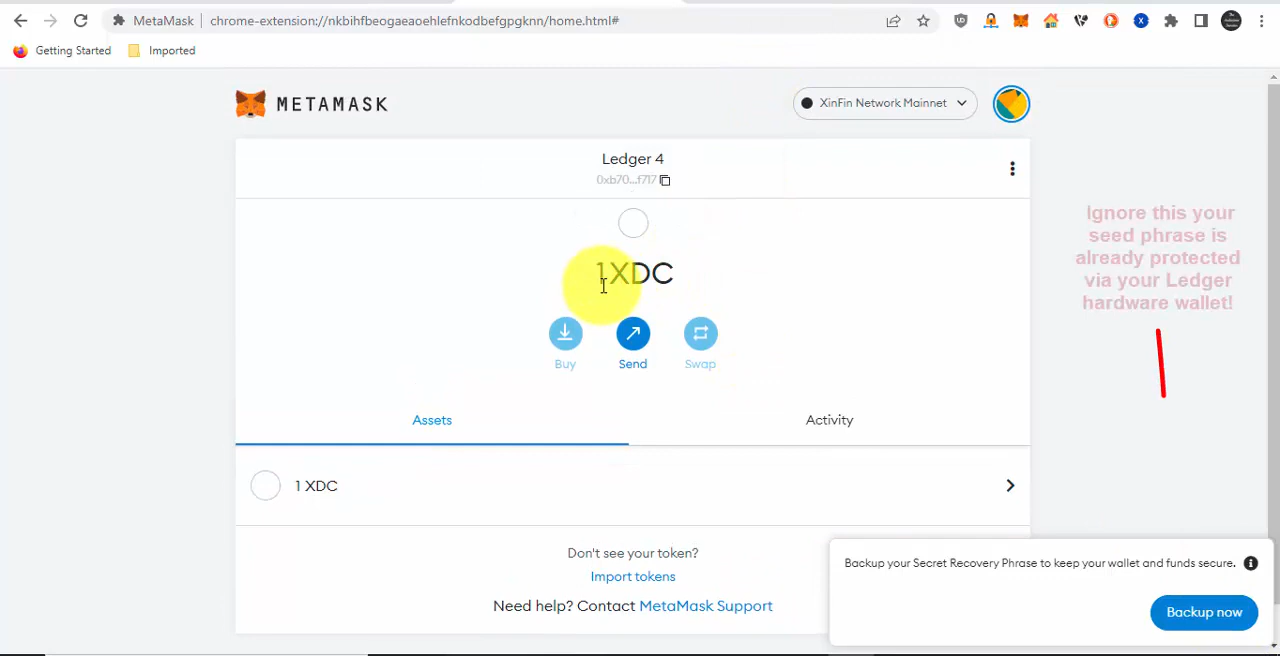 MetaMask
chrome-extension://nkbihfbeogaeaoehlefnkodbefgpgknn/home.html#
Getting Started
Imported
METAMASK
XinFin Network Mainnet
Ledger 4
0xb70...f717
1 XDC
Buy
Send
Swap
Assets
Activity
1 XDC
Don't see your token?
Import tokens
Need help? Contact MetaMask Support
Ignore this your
seed phrase is
already protected
via your Ledger
hardware wallet!
Backup your Secret Recovery Phrase to keep your wallet and funds secure.
Backup now